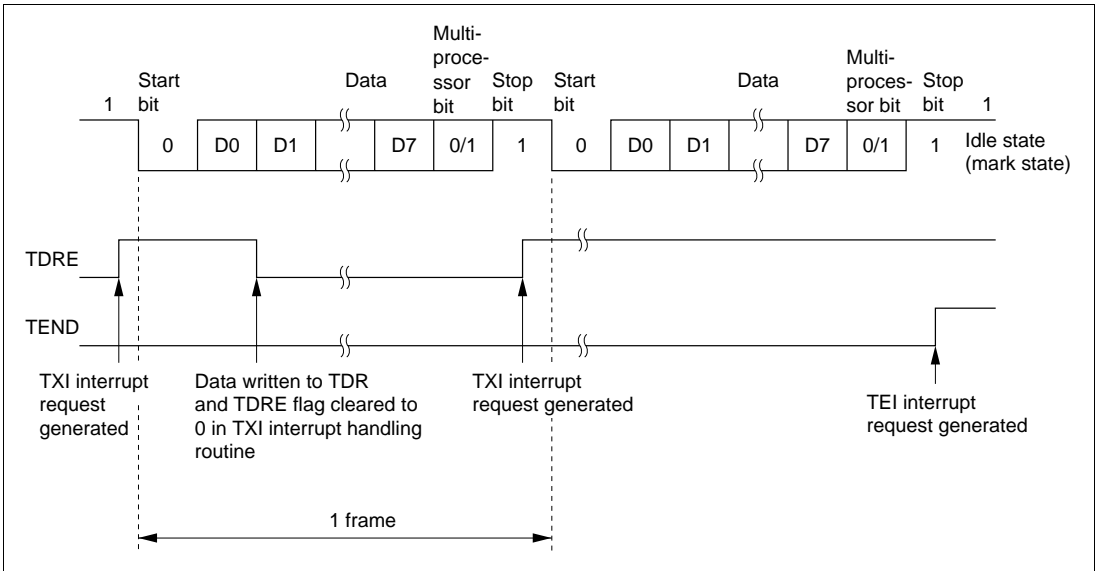 1
Start
bit
Data
Multi-
proce-
ssor
bit
Stop
bit
Start
bit
Data
Multi-
proces-
sor bit
Stop
bit
1
0
D0
D1
D7
0/1
1
0
D0
D1
D7
0/1
1
Idle state
(mark state)
TDRE
TEND
TXI interrupt
request
generated
Data written to TDR
and TDRE flag cleared to
0 in TXI interrupt handling
routine
TXI interrupt
request generated
TEI interrupt
request generated
1 frame